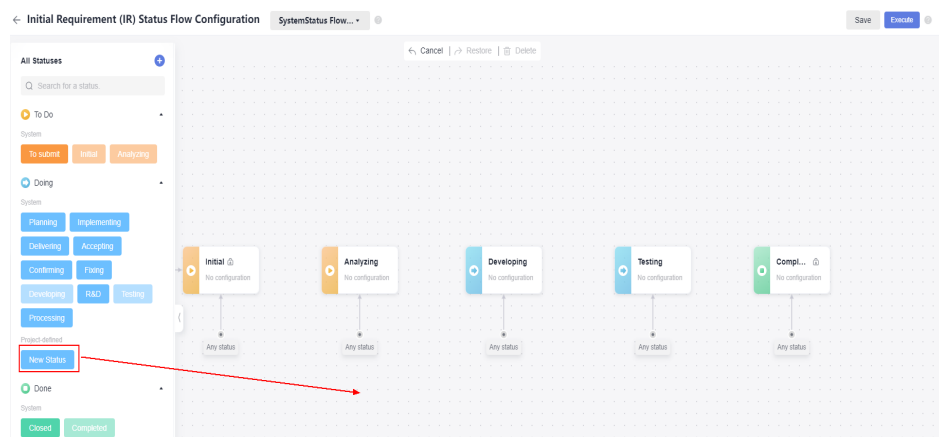 Initial Requirement (IR) Status Flow Configuration SystemStatus Flow... Save Execute
Cancel Restore Delete
All Statuses
Search for a status.
To Do
System
To submit Initial Analyzing
Doing
System
Planning Implementing
Delivering Accepting
Confirming Fixing
Developing R&D Testing
Processing
Project-defined
New Status
Done
System
Closed Completed
Initial Analyzing Developing Testing Compl...
No configuration No configuration No configuration No configuration No configuration
Any status Any status Any status Any status Any status